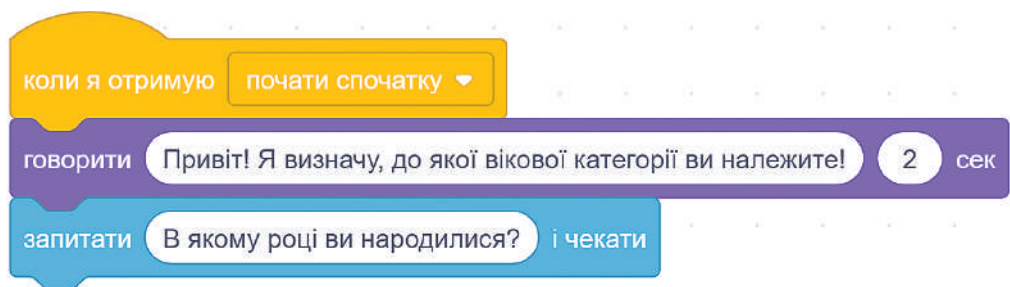 коли я отримую почати спочатку
говорити Привіт! Я визначу, до якої вікової категорії ви належите! 2 сек
запитати В якому році ви народилися? і чекати